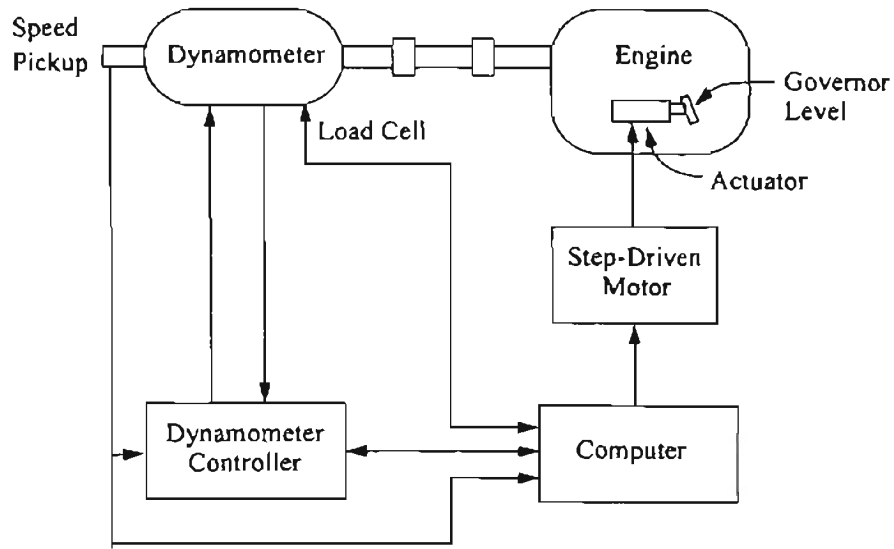 Speed
Pickup
Dynamometer
Engine
Governor
Level
Load Cell
Actuator
Step-Driven
Motor
Dynamometer
Controller
Computer